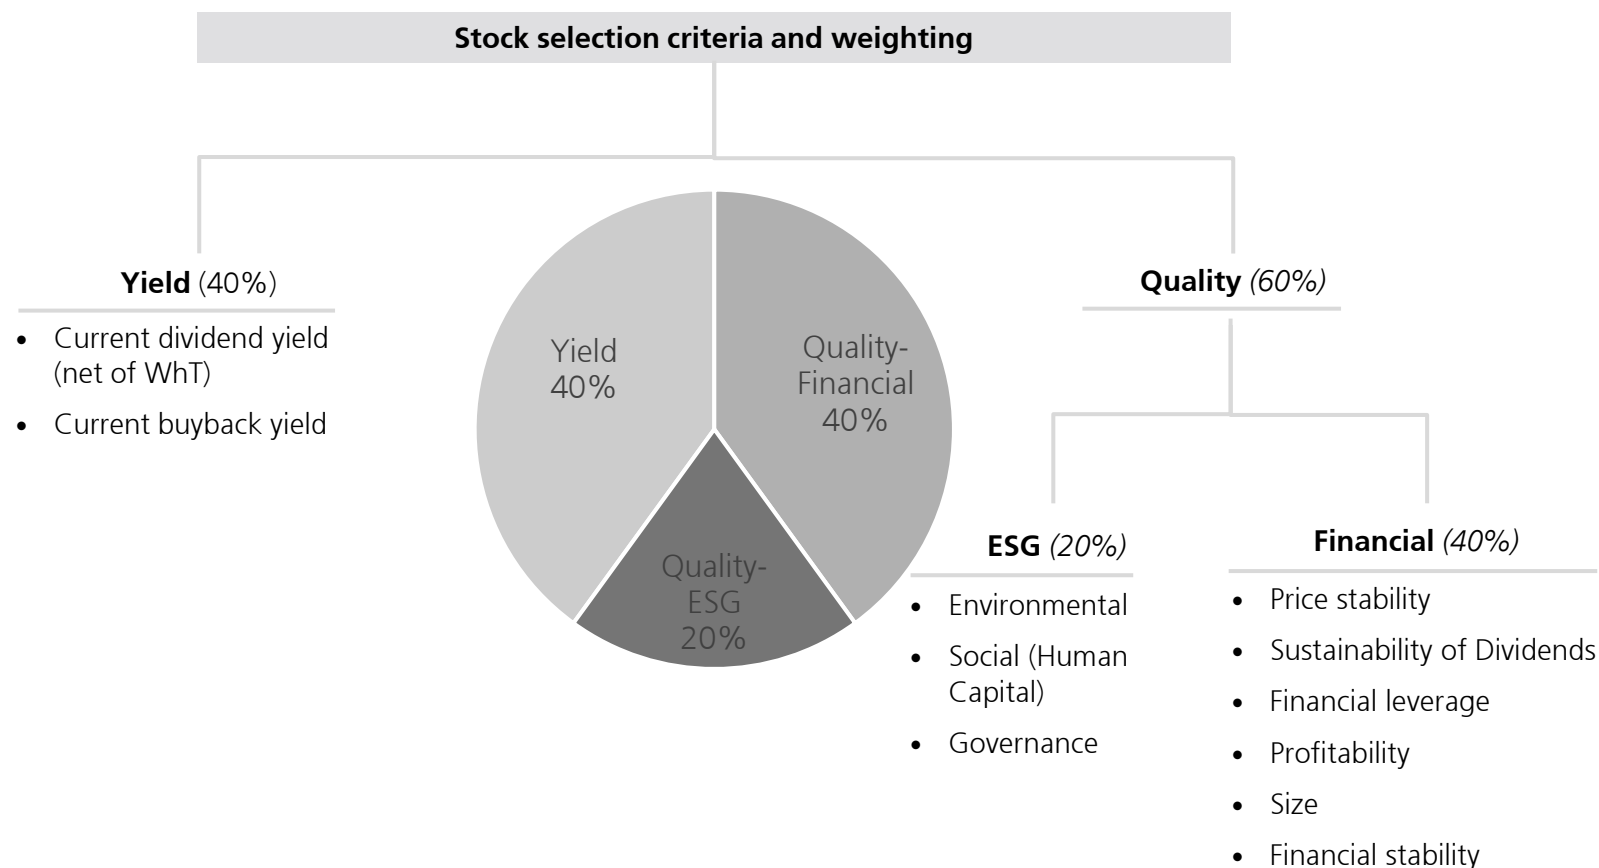 Stock selection criteria and weighting
Yield (40%)
• Current dividend yield
(net of WhT)
• Current buyback yield
Yield
40%
Quality-
Financial
40%
Quality-
ESG
20%
Quality (60%)
ESG (20%)
• Environmental
• Social (Human
Capital)
• Governance
Financial (40%)
• Price stability
• Sustainability of Dividends
• Financial leverage
• Profitability
• Size
• Financial stability